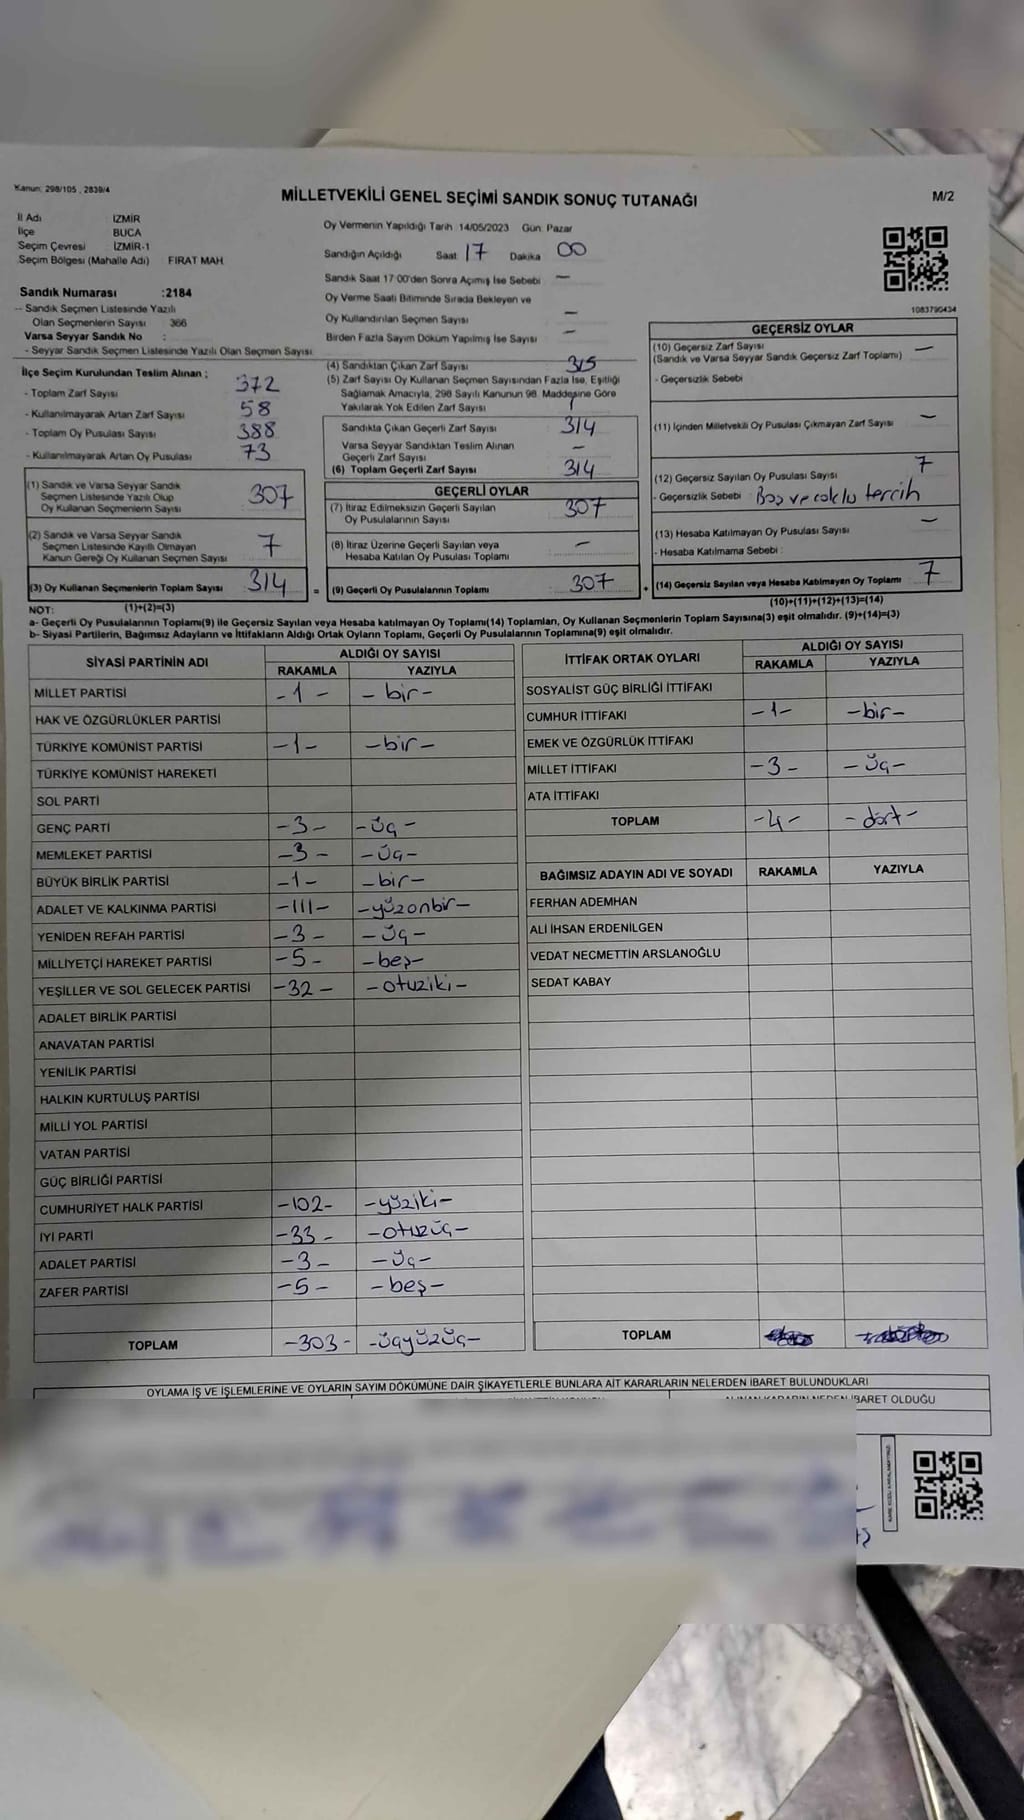 Kanun: 298/105 , 2839/4
MİLLETVEKİLİ GENEL SEÇİMİ SANDIK SONUÇ TUTANAĞI
M/2
İl Adı : İZMİR
İlçe : BUCA
Seçim Çevresi : İZMİR-1
Seçim Bölgesi (Mahalle Adı) FIRAT MAH
Sandık Numarası :2184
-- Sandık Seçmen Listesinde Yazılı
Olan Seçmenlerin Sayısı 366
Varsa Seyyar Sandık No :
- Seyyar Sandık Seçmen Listesinde Yazılı Olan Seçmen Sayısı
Oy Vermenin Yapıldığı Tarih :14/05/2023 Gün: Pazar
Sandığın Açıldığı Saat 17 Dakika 00
Sandık Saat 17:00'den Sonra Açılmış İse Sebebi —
Oy Verme Saati Bitiminde Sırada Bekleyen ve
Oy Kullandırılan Seçmen Sayısı —
Birden Fazla Sayım Döküm Yapılmış İse Sayısı —
1083790434
İlçe Seçim Kurulundan Teslim Alınan ;
- Toplam Zarf Sayısı 372
- Kullanılmayarak Artan Zarf Sayısı 58
- Toplam Oy Pusulası Sayısı 388
- Kullanılmayarak Artan Oy Pusulası 73
(1) Sandık ve Varsa Seyyar Sandık
Seçmen Listesinde Yazılı Olup
Oy Kullanan Seçmenlerin Sayısı 307
(2) Sandık ve Varsa Seyyar Sandık
Seçmen Listesinde Kayıtlı Olmayan
Kanun Gereği Oy Kullanan Seçmen Sayısı 7
(3) Oy Kullanan Seçmenlerin Toplam Sayısı 314 =
(4) Sandıktan Çıkan Zarf Sayısı 315
(5) Zarf Sayısı Oy Kullanan Seçmen Sayısından Fazla İse, Eşitliği
Sağlamak Amacıyla, 298 Sayılı Kanunun 98. Maddesine Göre
Yakılarak Yok Edilen Zarf Sayısı 1
Sandıkta Çıkan Geçerli Zarf Sayısı 314
Varsa Seyyar Sandıktan Teslim Alınan
Geçerli Zarf Sayısı —
(6) Toplam Geçerli Zarf Sayısı 314
GEÇERLİ OYLAR
(7) İtiraz Edilmeksizin Geçerli Sayılan
Oy Pusulalarının Sayısı 307
(8) İtiraz Üzerine Geçerli Sayılan veya
Hesaba Katılan Oy Pusulası Toplamı —
(9) Geçerli Oy Pusulalarının Toplamı 307 +
GEÇERSİZ OYLAR
(10) Geçersiz Zarf Sayısı —
(Sandık ve Varsa Seyyar Sandık Geçersiz Zarf Toplamı)
- Geçersizlik Sebebi
(11) İçinden Milletvekili Oy Pusulası Çıkmayan Zarf Sayısı —
(12) Geçersiz Sayılan Oy Pusulası Sayısı 7
- Geçersizlik Sebebi : Boş ve coklu tercih
(13) Hesaba Katılmayan Oy Pusulası Sayısı —
- Hesaba Katılmama Sebebi :
(14) Geçersiz Sayılan veya Hesaba Katılmayan Oy Toplamı 7
NOT: (1)+(2)=(3) (10)+(11)+(12)+(13)=(14)
a- Geçerli Oy Pusulalarının Toplamı(9) ile Geçersiz Sayılan veya Hesaba katılmayan Oy Toplamı(14) Toplamları, Oy Kullanan Seçmenlerin Toplam Sayısına(3) eşit olmalıdır. (9)+(14)=(3)
b- Siyasi Partilerin, Bağımsız Adayların ve İttifakların Aldığı Ortak Oyların Toplamı, Geçerli Oy Pusulalarının Toplamına(9) eşit olmalıdır.
SİYASİ PARTİNİN ADI ALDIĞI OY SAYISI
RAKAMLA YAZIYLA
MİLLET PARTİSİ -1- -bir-
HAK VE ÖZGÜRLÜKLER PARTİSİ
TÜRKİYE KOMÜNİST PARTİSİ -1- -bir-
TÜRKİYE KOMÜNİST HAREKETİ
SOL PARTİ
GENÇ PARTİ -3- -üç-
MEMLEKET PARTİSİ -3- -üç-
BÜYÜK BİRLİK PARTİSİ -1- -bir-
ADALET VE KALKINMA PARTİSİ -111- -yüzonbir-
YENİDEN REFAH PARTİSİ -3- -üç-
MİLLİYETÇİ HAREKET PARTİSİ -5- -beş-
YEŞİLLER VE SOL GELECEK PARTİSİ -32- -otuziki-
ADALET BİRLİK PARTİSİ
ANAVATAN PARTİSİ
YENİLİK PARTİSİ
HALKIN KURTULUŞ PARTİSİ
MİLLİ YOL PARTİSİ
VATAN PARTİSİ
GÜÇ BİRLİĞİ PARTİSİ
CUMHURİYET HALK PARTİSİ -102- -yüziki-
İYİ PARTİ -33- -otuzüç-
ADALET PARTİSİ -3- -üç-
ZAFER PARTİSİ -5- -beş-
TOPLAM -303- -üçyüzüç-
İTTİFAK ORTAK OYLARI ALDIĞI OY SAYISI
RAKAMLA YAZIYLA
SOSYALİST GÜÇ BİRLİĞİ İTTİFAKI
CUMHUR İTTİFAKI -1- -bir-
EMEK VE ÖZGÜRLÜK İTTİFAKI
MİLLET İTTİFAKI -3- -üç-
ATA İTTİFAKI
TOPLAM -4- -dört-
BAĞIMSIZ ADAYIN ADI VE SOYADI RAKAMLA YAZIYLA
FERHAN ADEMHAN
ALİ İHSAN ERDENİLGEN
VEDAT NECMETTİN ARSLANOĞLU
SEDAT KABAY
TOPLAM
OYLAMA İŞ VE İŞLEMLERİNE VE OYLARIN SAYIM DÖKÜMÜNE DAİR ŞİKAYETLERLE BUNLARA AİT KARARLARIN NELERDEN İBARET BULUNDUKLARI
ALINAN KARARIN NEDEN İBARET OLDUĞU